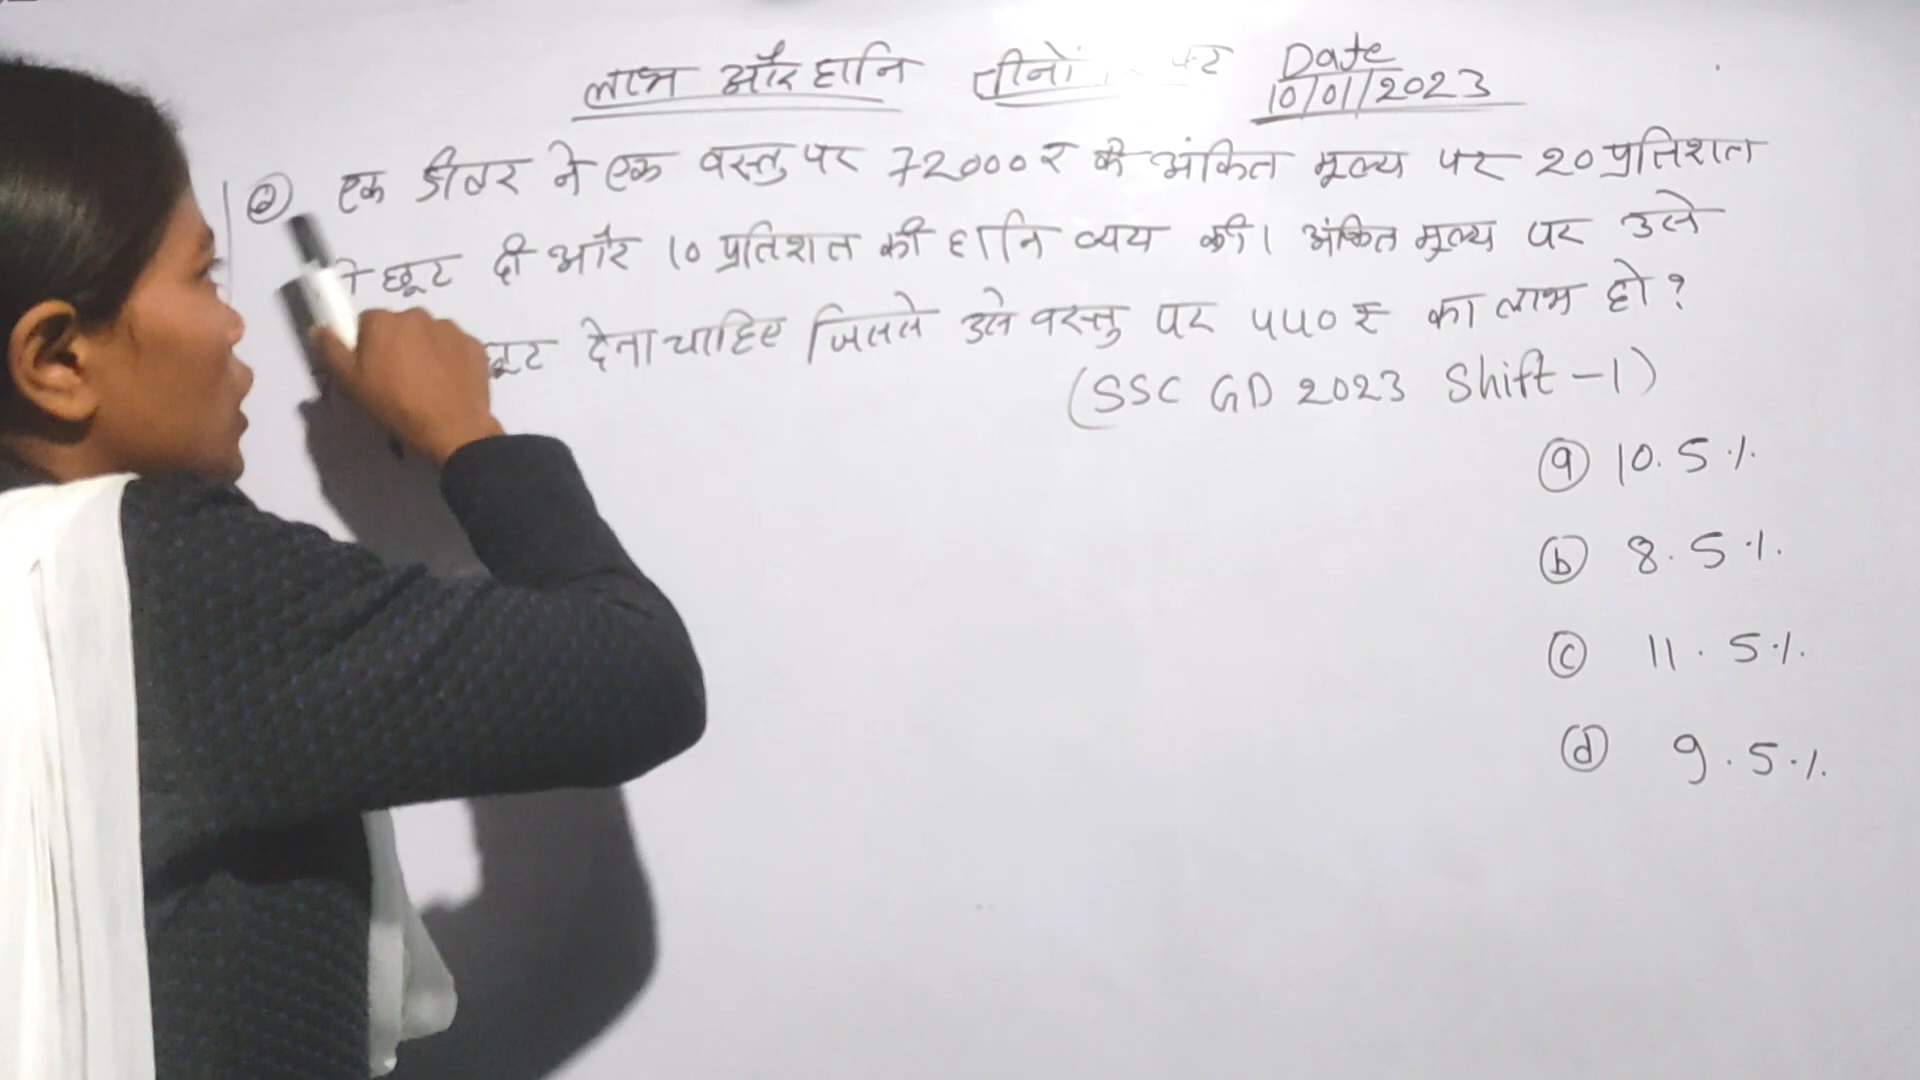 लाभ और हानि तीनों पर Date
10/01/2023
@ एक डीलर ने एक वस्तु पर 72000₹ के अंकित मूल्य पर 20 प्रतिशत
छूट दी और 10 प्रतिशत की हानि व्यय की। अंकित मूल्य पर उसे
छूट देना चाहिए जिससे उसे वस्तु पर 440₹ का लाभ हो?
(SSC GD 2023 Shift-1)
(a) 10.5%
(b) 8.5%
(c) 11.5%
(d) 9.5%